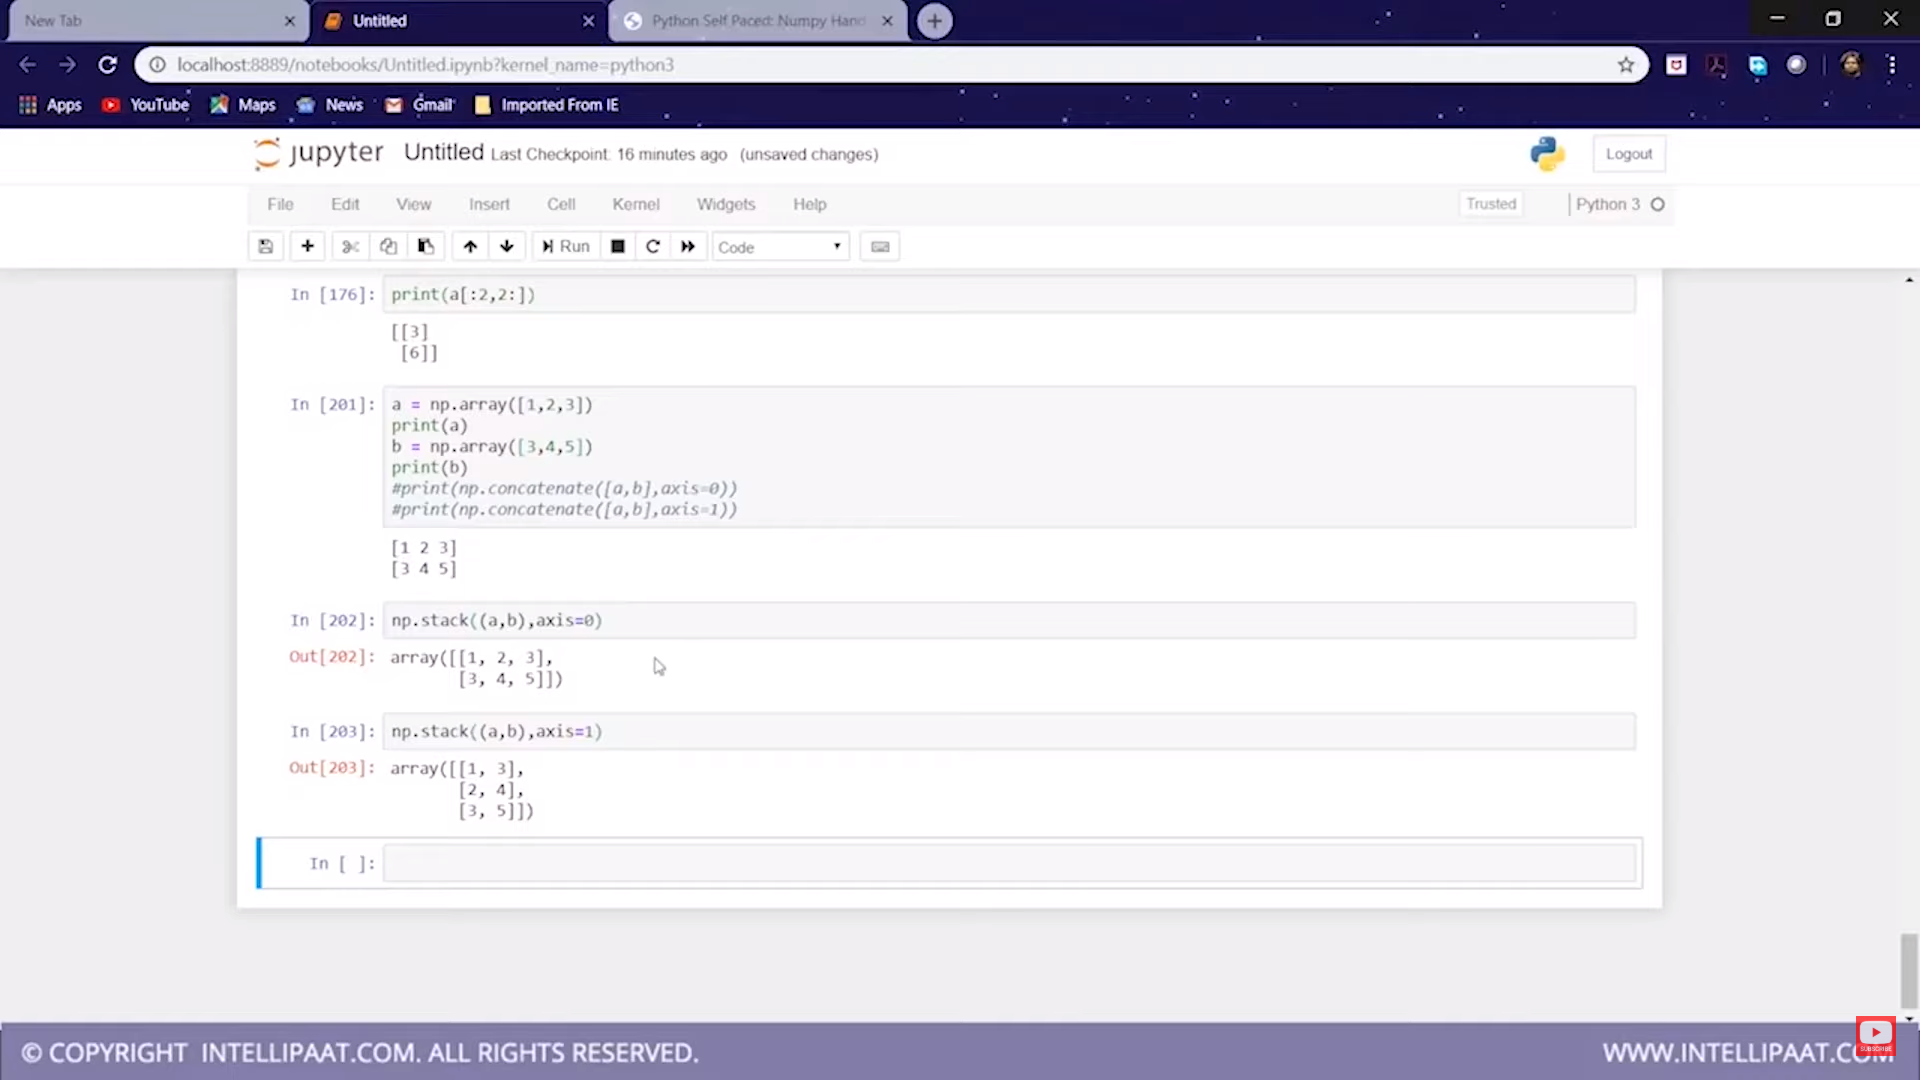 New Tab
Untitled
Python Self Paced: Numpy Hand
localhost:8889/notebooks/Untitled.ipynb?kernel_name=python3
Apps YouTube Maps News Gmail Imported From IE
jupyter Untitled Last Checkpoint: 16 minutes ago (unsaved changes) Logout
File Edit View Insert Cell Kernel Widgets Help Trusted Python 3
Run Code
In [176]: print(a[:2,2:])
[[3]
[6]]
In [201]: a = np.array([1,2,3])
print(a)
b = np.array([3,4,5])
print(b)
#print(np.concatenate([a,b],axis=0))
#print(np.concatenate([a,b],axis=1))
[1 2 3]
[3 4 5]
In [202]: np.stack((a,b),axis=0)
Out[202]: array([[1, 2, 3],
[3, 4, 5]])
In [203]: np.stack((a,b),axis=1)
Out[203]: array([[1, 3],
[2, 4],
[3, 5]])
In [ ]:
© COPYRIGHT INTELLIPAAT.COM. ALL RIGHTS RESERVED. WWW.INTELLIPAAT.COM
SUBSCRIBE